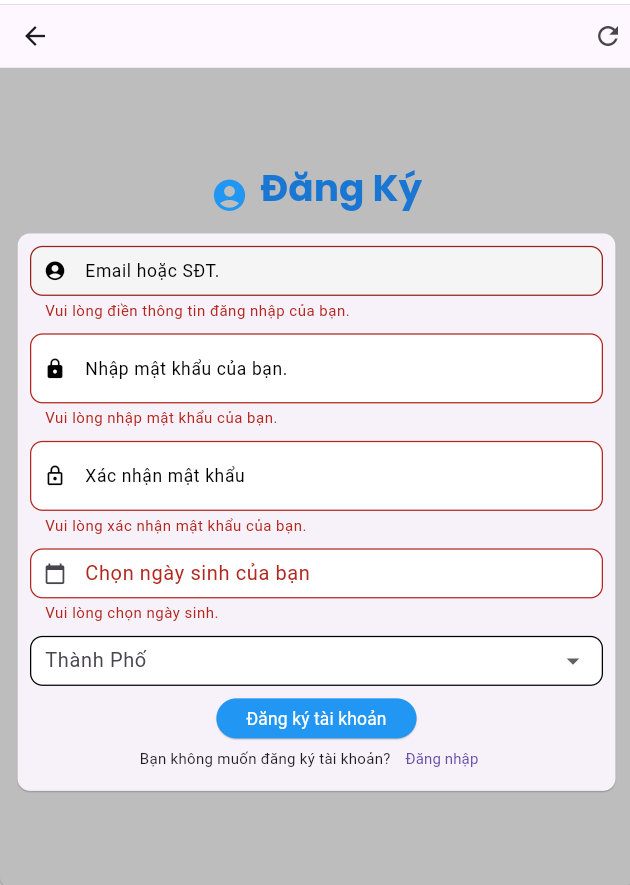 Đăng Ký
Email hoặc SĐT.
Vui lòng điền thông tin đăng nhập của bạn.
Nhập mật khẩu của bạn.
Vui lòng nhập mật khẩu của bạn.
Xác nhận mật khẩu
Vui lòng xác nhận mật khẩu của bạn.
Chọn ngày sinh của bạn
Vui lòng chọn ngày sinh.
Thành Phố
Đăng ký tài khoản
Bạn không muốn đăng ký tài khoản? Đăng nhập